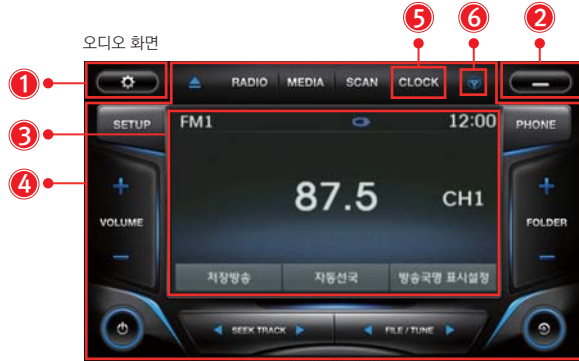 오디오 화면
5 6 2
1 RADIO MEDIA SCAN CLOCK
3 SETUP FM1 12:00 PHONE
4 87.5 CH1
VOLUME FOLDER
저장방송 자동선국 방송국명 표시설정
SEEK TRACK FILE / TUNE